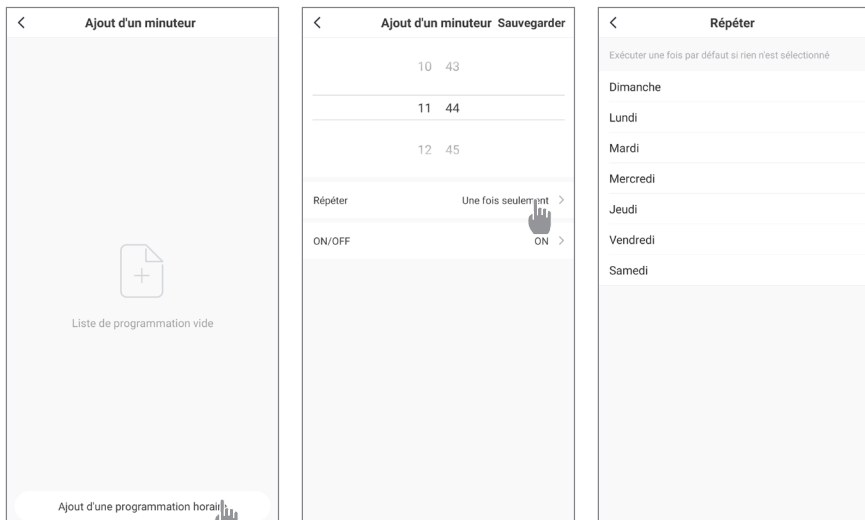 Ajout d'un minuteur
Liste de programmation vide
Ajout d'une programmation horaire
Ajout d'un minuteur Sauvegarder
10 43
11 44
12 45
Répéter Une fois seulement
ON/OFF ON
Répéter
Exécuter une fois par défaut si rien n'est sélectionné
Dimanche
Lundi
Mardi
Mercredi
Jeudi
Vendredi
Samedi